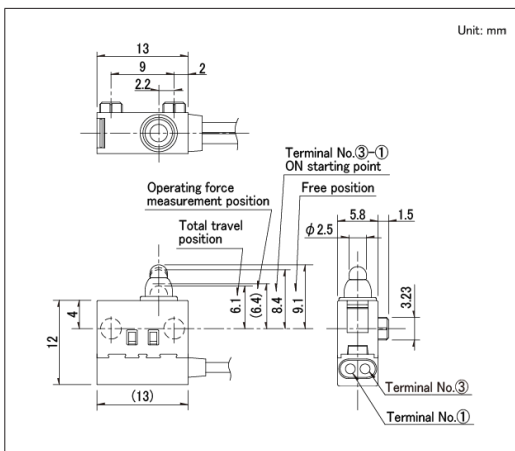 Unit: mm
13
9
2
2.2
Terminal No.③-①
ON starting point
Operating force
measurement position
Free position
Total travel
position
5.8
1.5
φ2.5
6.1
(6.4)
8.4
9.1
3.23
4
12
(13)
Terminal No.③
Terminal No.①